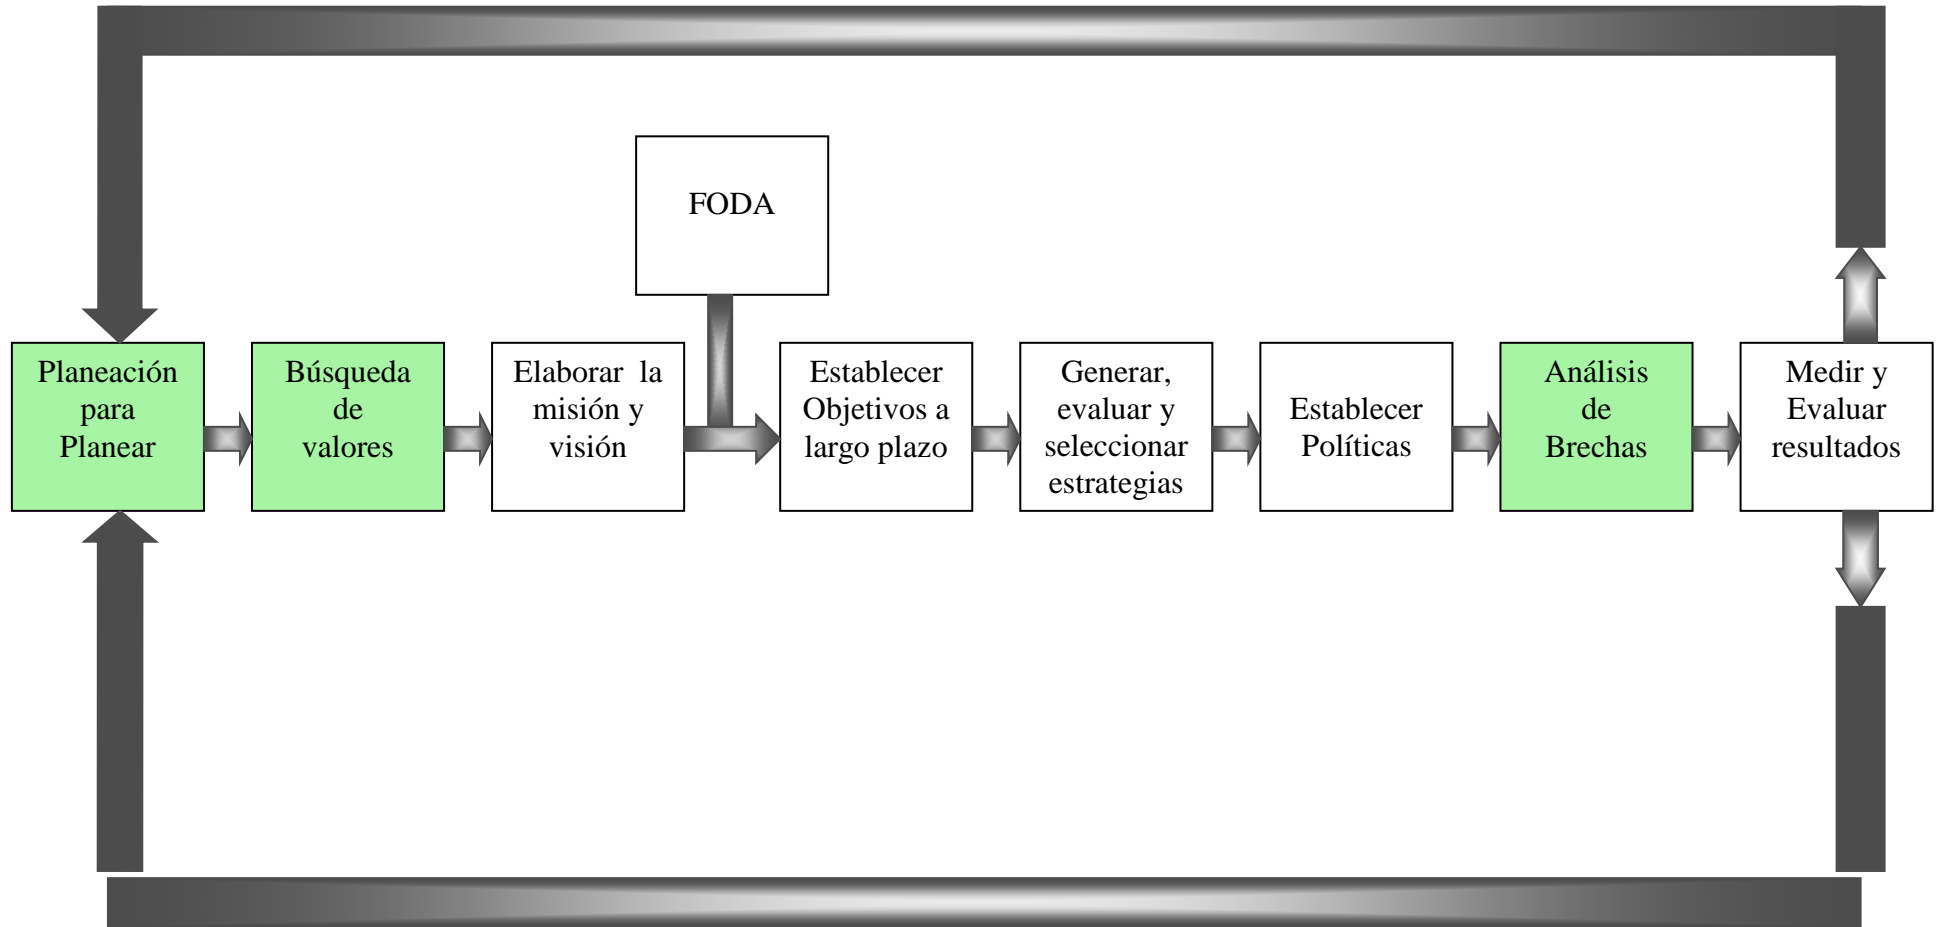 FODA
Planeación
para
Planear
Búsqueda
de
valores
Elaborar  la
misión y
visión
Establecer
Objetivos a
largo plazo
Generar,
evaluar y
seleccionar
estrategias
Establecer
Políticas
Análisis
de
Brechas
Medir y
Evaluar
resultados